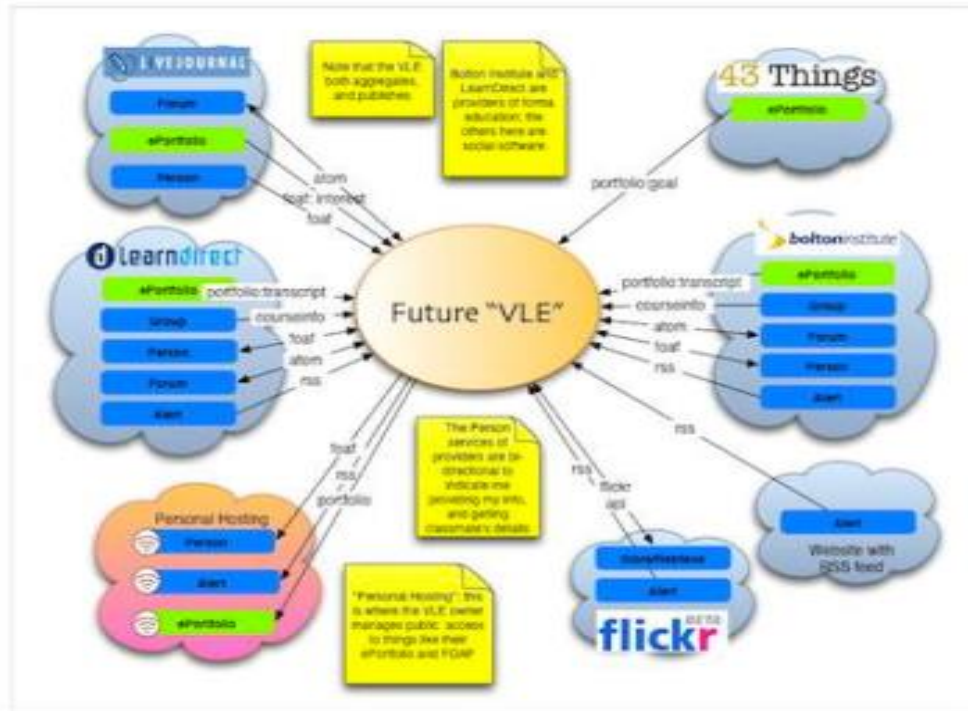 LIVEJOURNAL
Forum
ePortfolio
Person
atom
foaf: interest
foaf
Note that the VLE
both aggregates,
and publishes
Bolton Institute and
LearnDirect are
providers of formal
education; the
others here are
social software
43 Things
ePortfolio
portfolio:goal
learndirect
ePortfolio
Group
Person
Forum
Alert
portfolio:transcript
courseinfo
foaf
atom
rss
Future "VLE"
boltoninstitute
ePortfolio
Group
Forum
Person
Alert
portfolio:transcript
courseinfo
atom
foaf
rss
foaf
rss
portfolio
Personal Hosting
Person
Alert
ePortfolio
The Person
services of
providers are bi-
directional to
indicate me
providing my info,
and getting
classmate's details
"Personal Hosting": this
is where the VLE owner
manages public access
to things like their
ePortfolio and FOAF
rss
flickr
api
Alert
BETA
flickr
rss
Alert
Website with
RSS feed